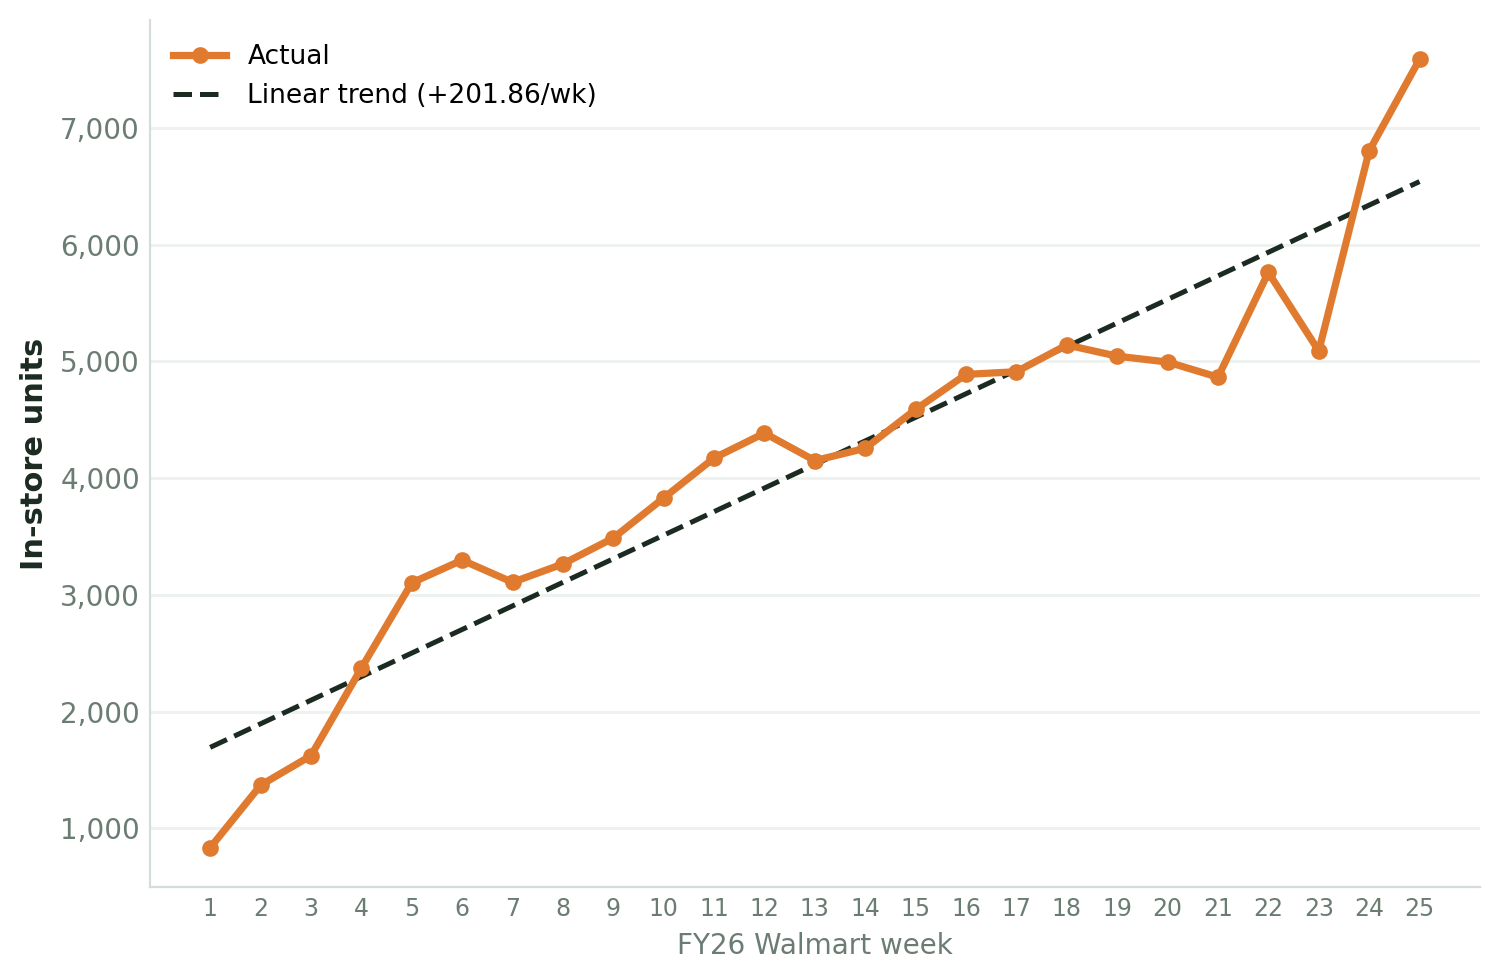 Actual
Linear trend (+201.86/wk)
7,000
6,000
5,000
4,000
3,000
2,000
1,000
In-store units
1 2 3 4 5 6 7 8 9 10 11 12 13 14 15 16 17 18 19 20 21 22 23 24 25
FY26 Walmart week